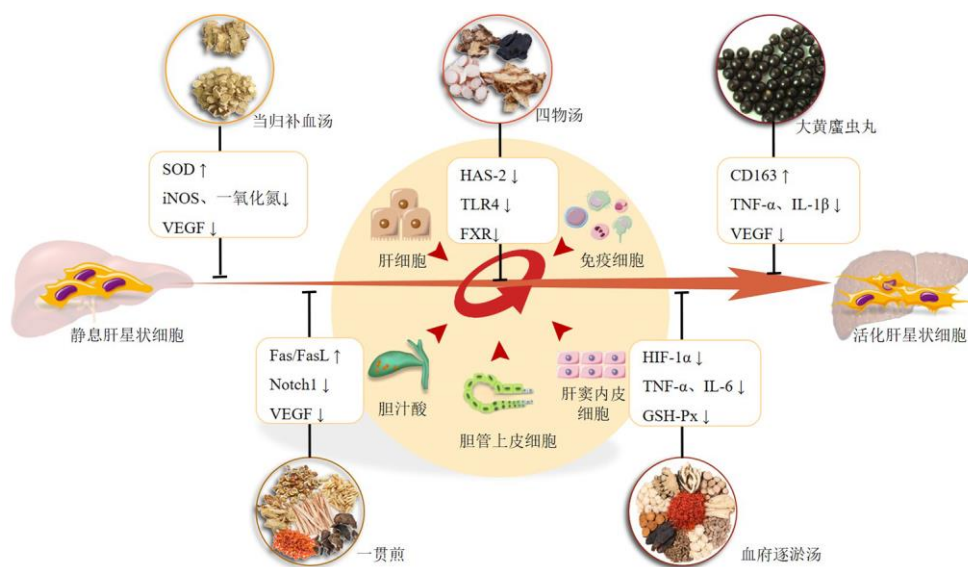 当归补血汤
四物汤
大黄䗪虫丸
SOD ↑
iNOS、一氧化氮↓
VEGF ↓
HAS-2 ↓
TLR4 ↓
FXR↓
CD163 ↑
TNF-α、IL-1β ↓
VEGF ↓
肝细胞
免疫细胞
静息肝星状细胞
活化肝星状细胞
Fas/FasL ↑
Notch1 ↓
VEGF ↓
胆汁酸
胆管上皮细胞
肝窦内皮
细胞
HIF-1α ↓
TNF-α、IL-6 ↓
GSH-Px ↓
一贯煎
血府逐淤汤